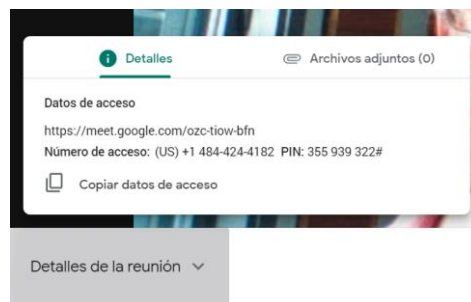 Detalles
Archivos adjuntos (0)
Datos de acceso
https://meet.google.com/ozc-tiow-bfn
Número de acceso: (US) +1 484-424-4182 PIN: 355 939 322#
Copiar datos de acceso
Detalles de la reunión